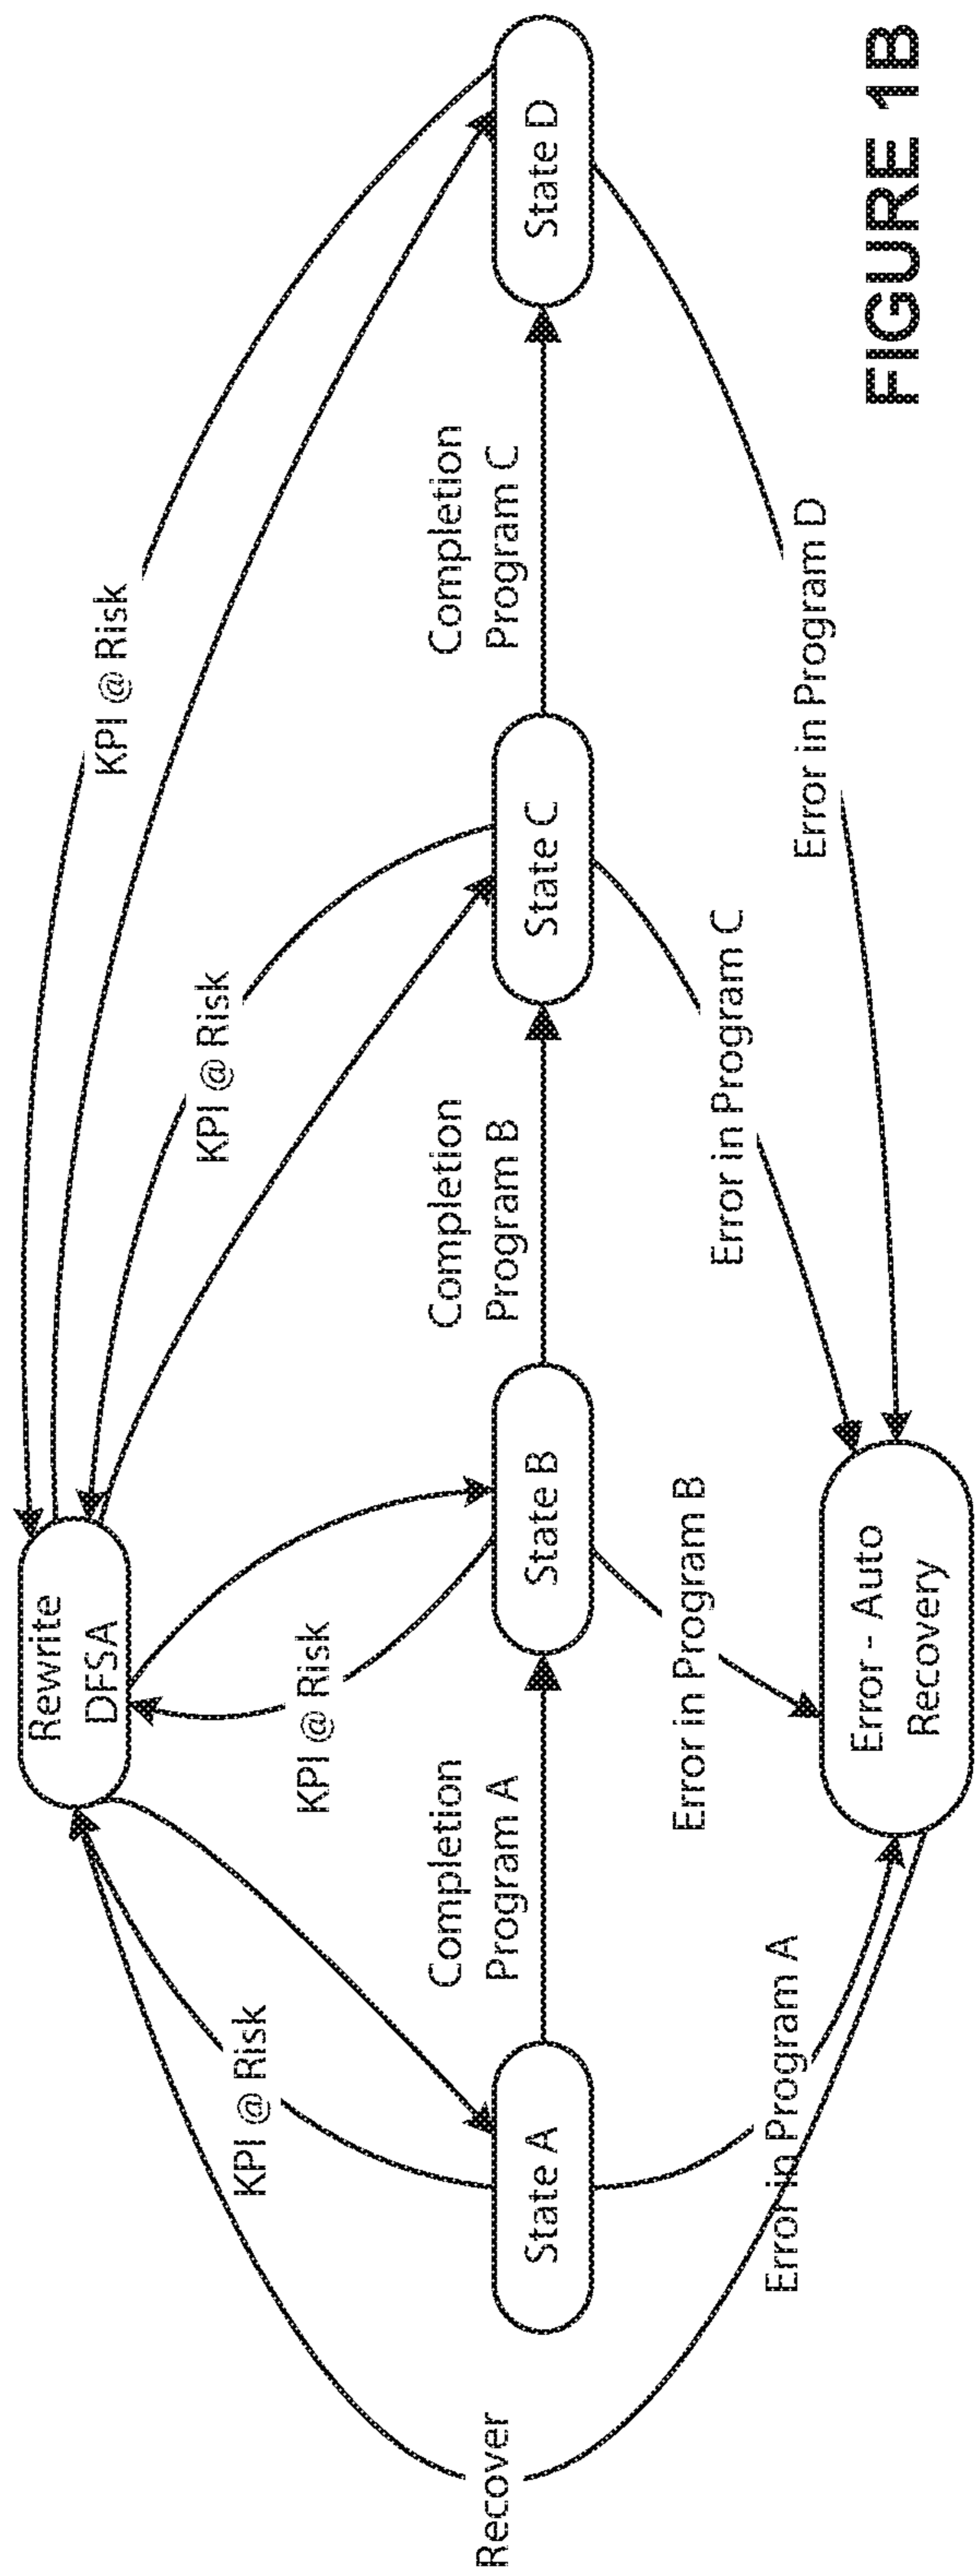 Rewrite
DFSA
KPI @ Risk
KPI @ Risk
KPI @ Risk
KPI @ Risk
Recover
Completion
Program A
Completion
Program B
Completion
Program C
State A
State B
State C
State D
Error in Program A
Error in Program B
Error in Program C
Error in Program D
Error - Auto
Recovery
FIGURE 1B